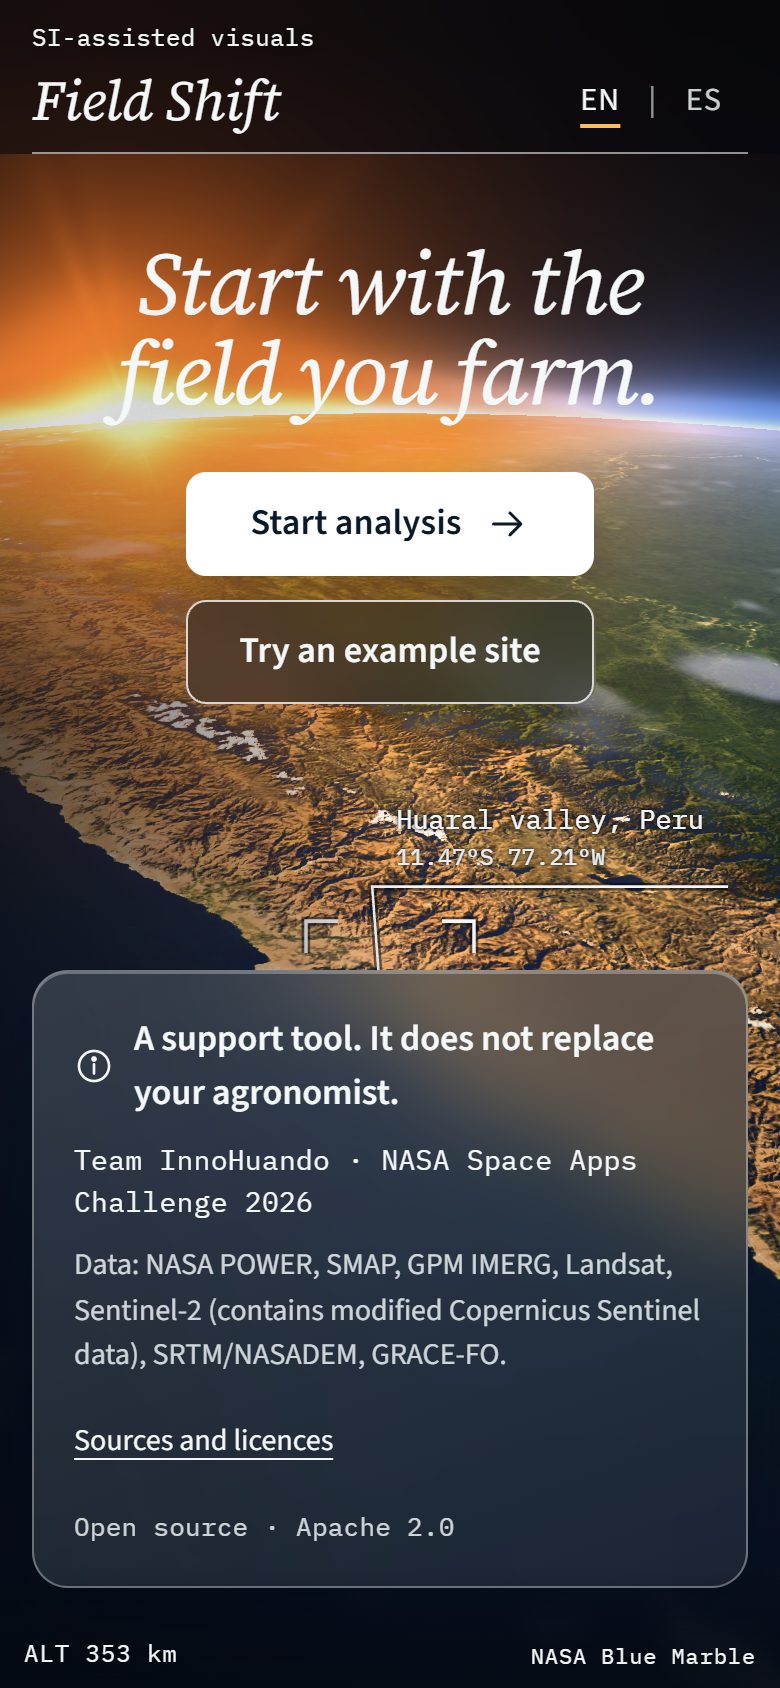 SI-assisted visuals
Field Shift
EN | ES
Start with the
field you farm.
Start analysis →
Try an example site
Huaral valley, Peru
11.47°S 77.21°W
A support tool. It does not replace
your agronomist.
Team InnoHuando · NASA Space Apps
Challenge 2026
Data: NASA POWER, SMAP, GPM IMERG, Landsat,
Sentinel-2 (contains modified Copernicus Sentinel
data), SRTM/NASADEM, GRACE-FO.
Sources and licences
Open source · Apache 2.0
ALT 353 km
NASA Blue Marble